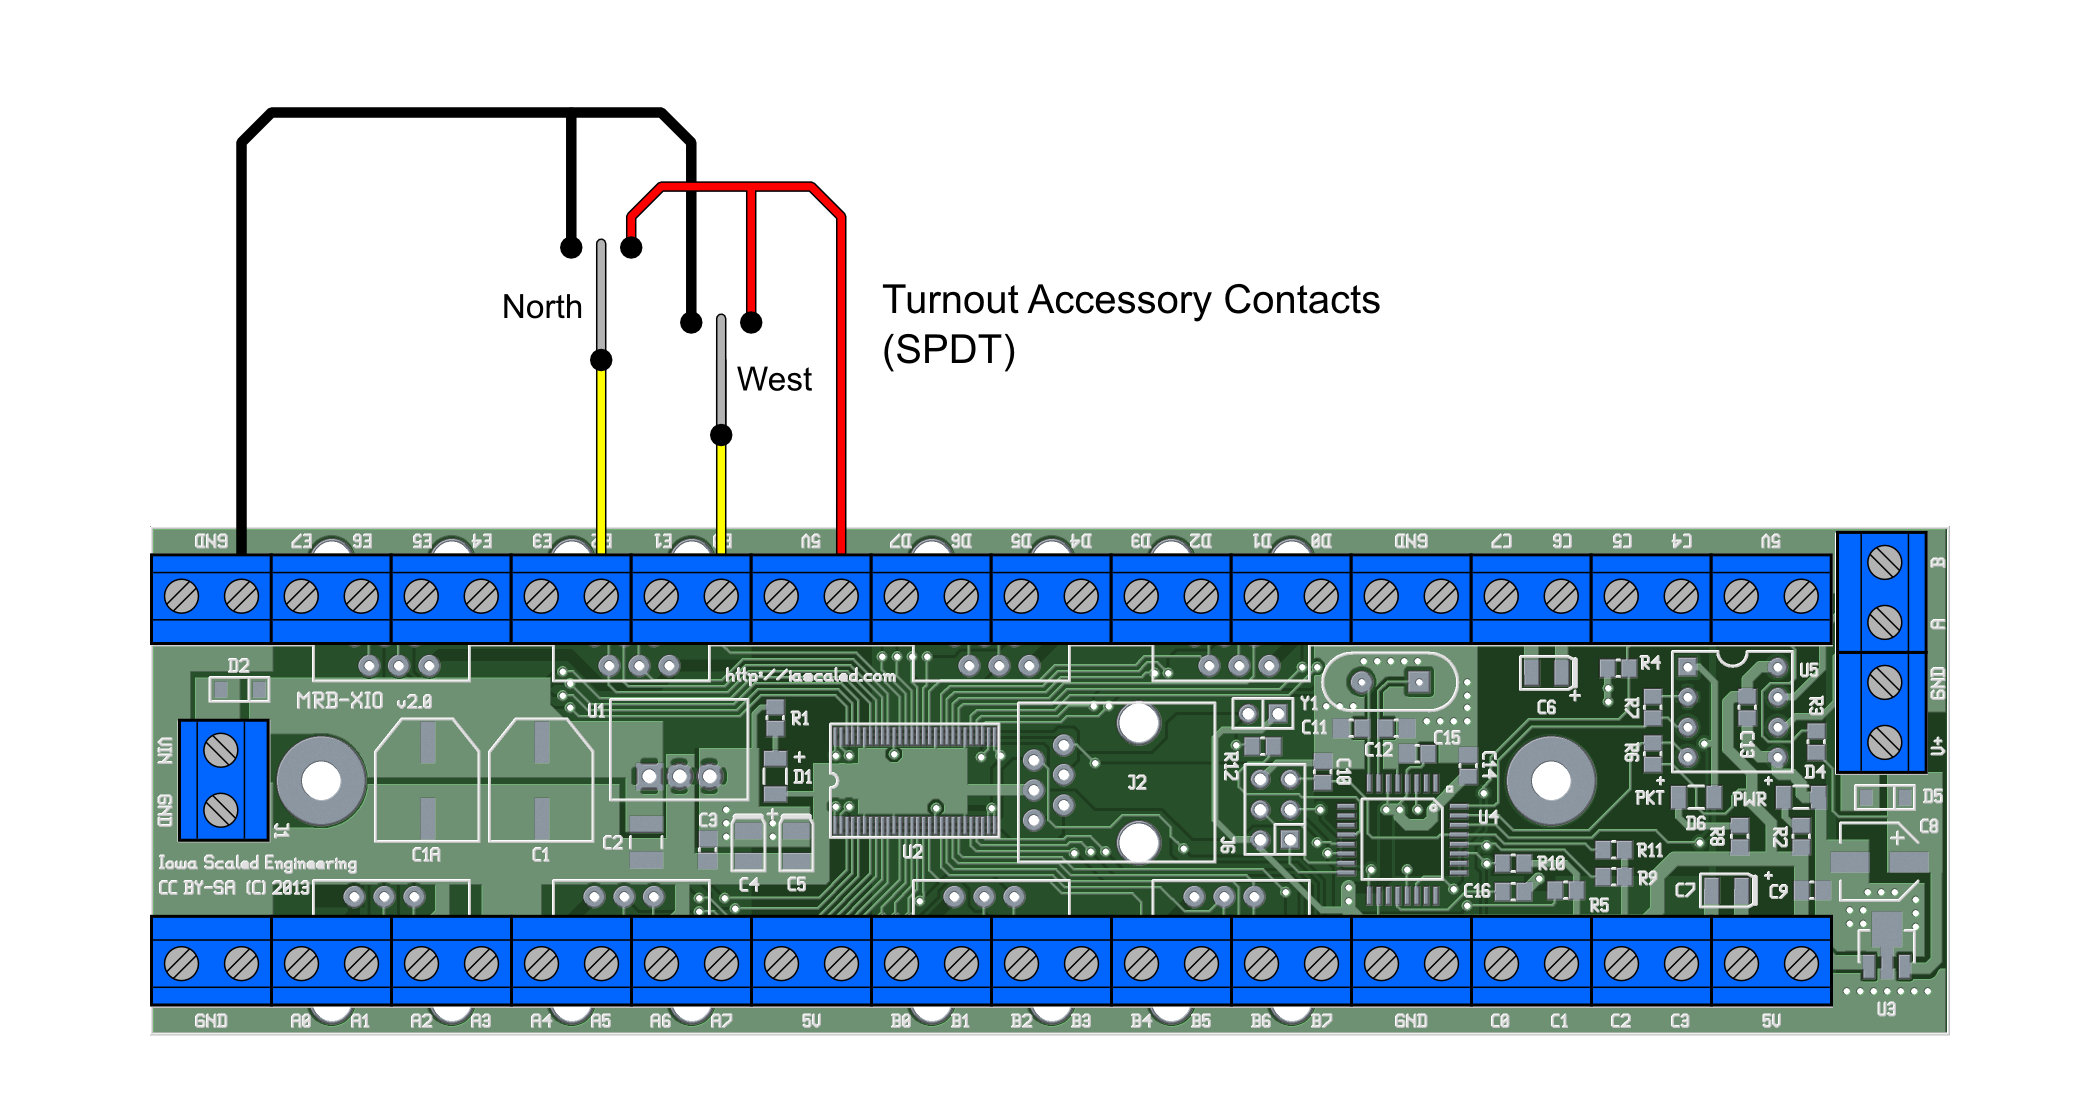 North
Turnout Accessory Contacts
(SPDT)
West
GND E7 E6 E5 E4 E3 E2 E1 E0 5V D7 D6 D5 D4 D3 D2 D1 D0 GND C7 C6 C5 C4 5V
B
A
GND
V+
D2
http://iascaled.com
MRB-XIO v2.0
U1
R1
Y1
C11
C12
C15
C6
R4
R7
R6
U5
C13
R3
D4
VIN
GND
J1
D1
J2
R12
C10
C14
PKT
PWR
D6
D5
C8
C1A
C1
C2
C3
C4
C5
U2
J6
U4
R8
R2
R11
R10
R9
C16
R5
C7
C9
Iowa Scaled Engineering
CC BY-SA (C) 2013
U3
GND A0 A1 A2 A3 A4 A5 A6 A7 5V B0 B1 B2 B3 B4 B5 B6 B7 GND C0 C1 C2 C3 5V